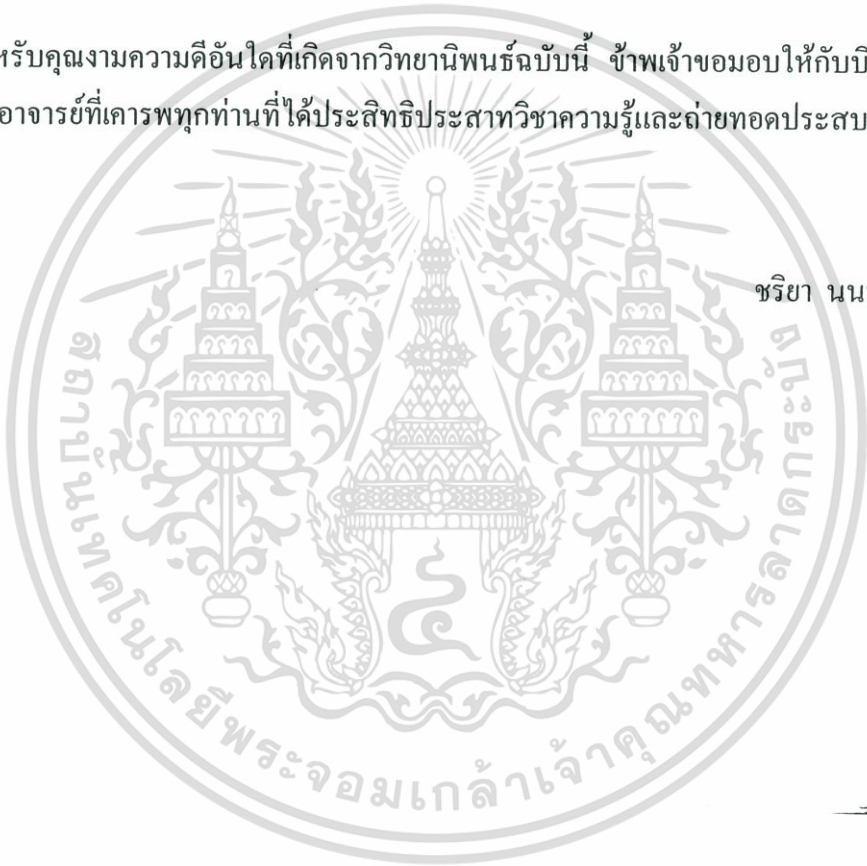 หรับคุณงามความดีอันใดที่เกิดจากวิทยานิพนธ์ฉบับนี้ ข้าพเจ้าขอมอบให้กับบิ
อาจารย์ที่เคารพทุกท่านที่ได้ประสิทธิประสาทวิชาความรู้และถ่ายทอดประสบ
ชริยา นน
สถาบันเทคโนโลยีพระจอมเกล้าเจ้าคุณทหารลาดกระบัง